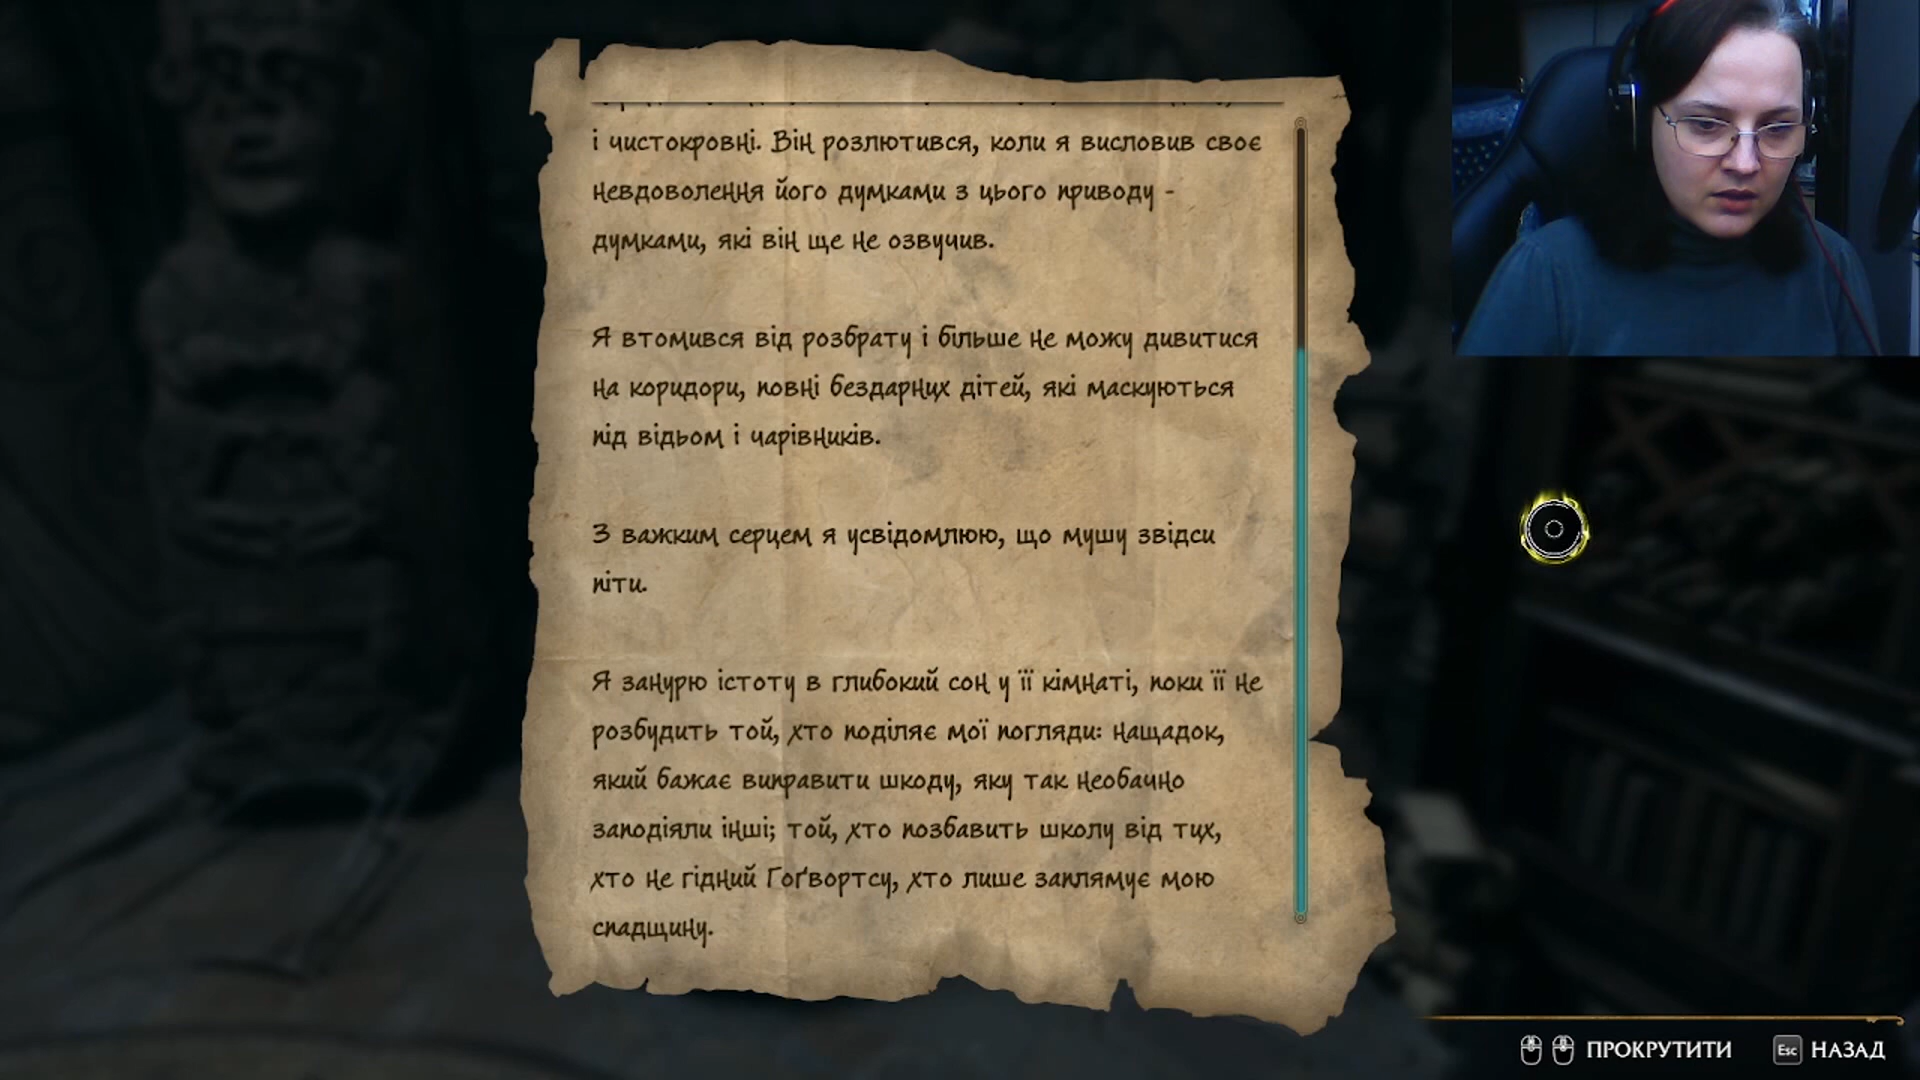 і чистокровні. Він розлютився, коли я висловив своє
невдоволення його думками з цього приводу -
думками, які він ще не озвучив.
Я втомився від розбрату і більше не можу дивитися
на коридори, повні бездарних дітей, які маскуються
під відьом і чарівників.
З важким серцем я усвідомлюю, що мушу звідси
піти.
Я занурю істоту в глибокий сон у її кімнаті, поки її не
розбудить той, хто поділяє мої погляди: нащадок,
який бажає виправити шкоду, яку так необачно
заподіяли інші; той, хто позбавить школу від тих,
хто не гідний Гоґвортсу, хто лише заплямує мою
спадщину.
ПРОКРУТИТИ
Esc НАЗАД